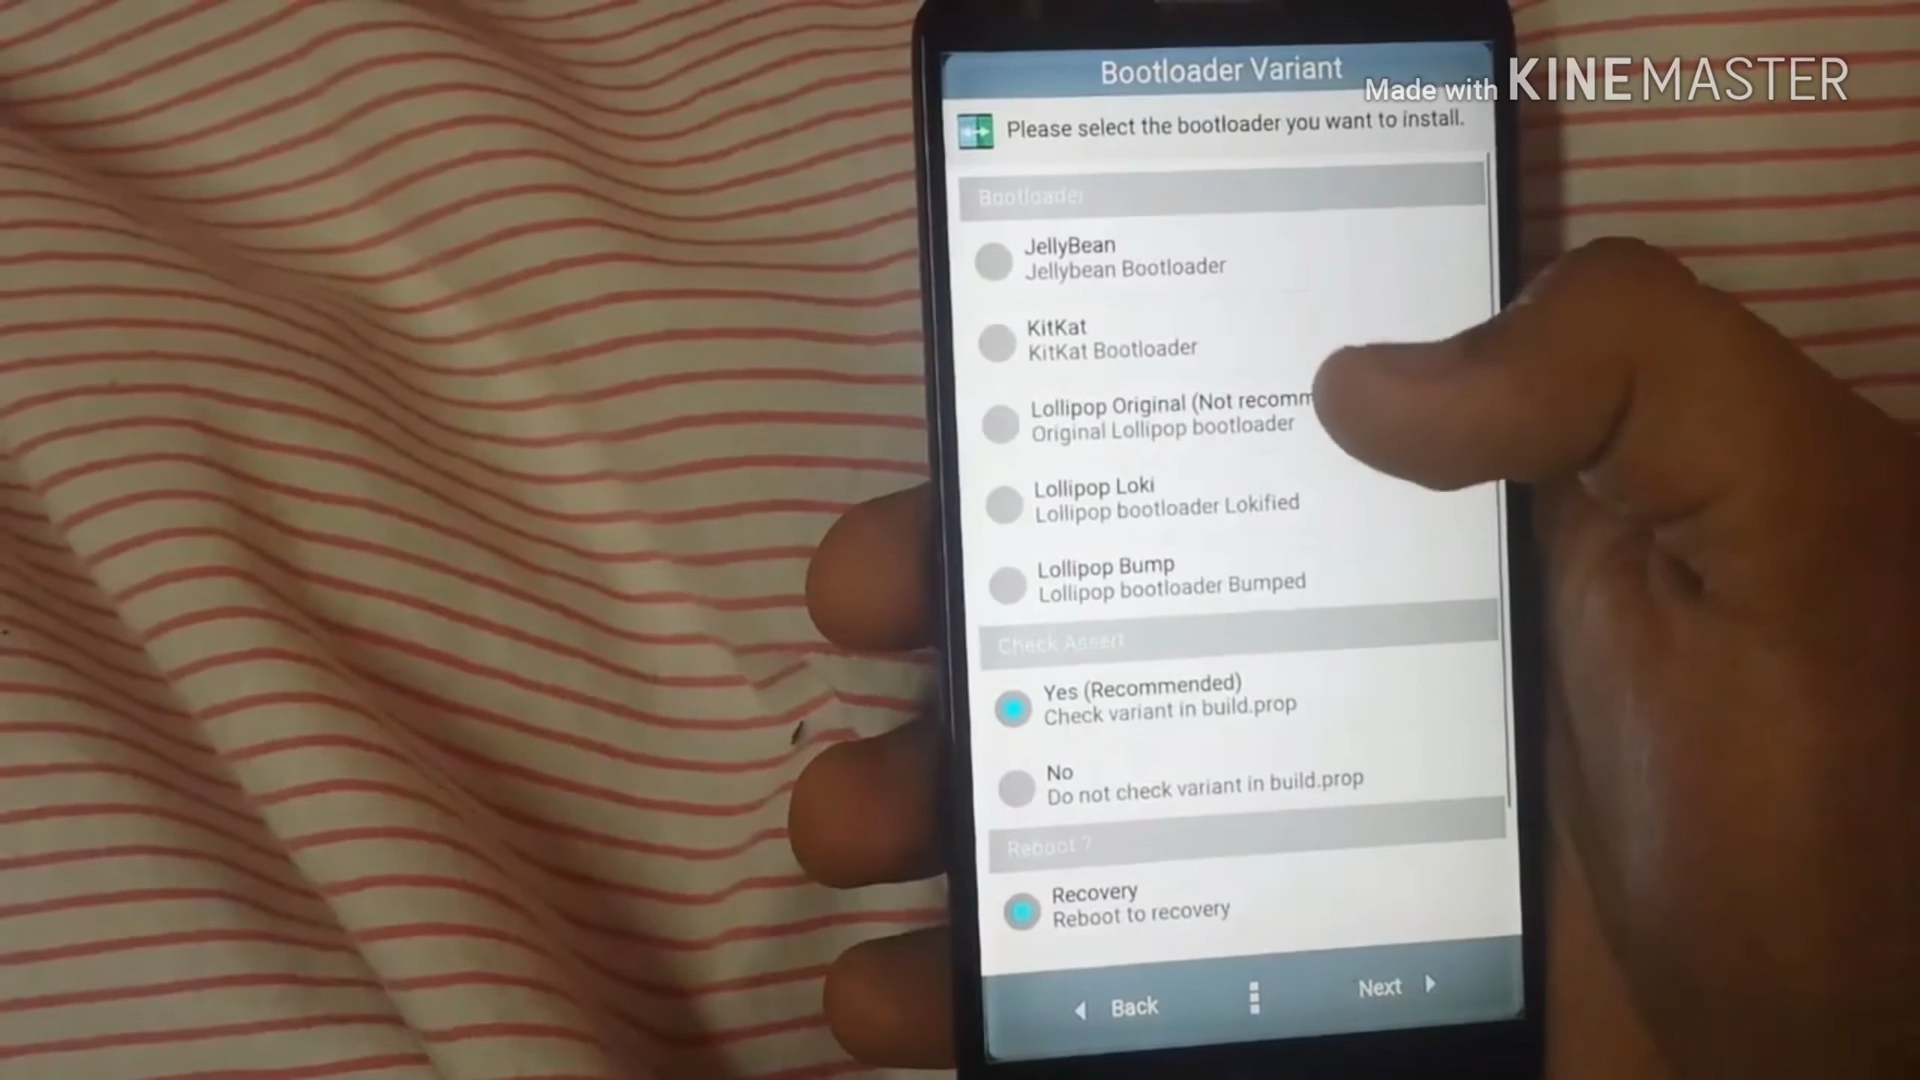 Bootloader Variant
Made with KINEMASTER
Please select the bootloader you want to install.
Bootloader
JellyBean
Jellybean Bootloader
KitKat
KitKat Bootloader
Lollipop Original (Not recomm
Original Lollipop bootloader
Lollipop Loki
Lollipop bootloader Lokified
Lollipop Bump
Lollipop bootloader Bumped
Check Assert
Yes (Recommended)
Check variant in build.prop
No
Do not check variant in build.prop
Reboot ?
Recovery
Reboot to recovery
Back
Next